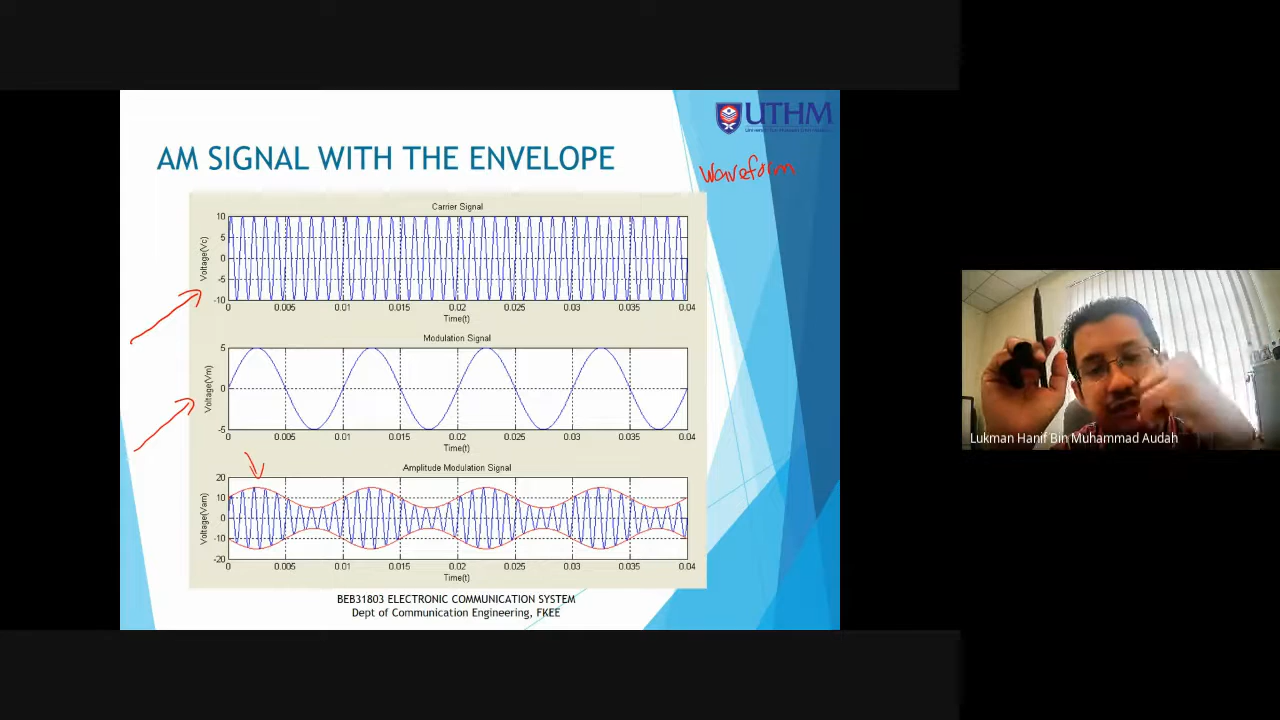 UTHM
AM SIGNAL WITH THE ENVELOPE
Waveform
Carrier Signal
10
5
0
-5
-10
Voltage(Vc)
0 0.005 0.01 0.015 0.02 0.025 0.03 0.035 0.04
Time(t)
Modulation Signal
5
0
-5
Voltage(Vm)
0 0.005 0.01 0.015 0.02 0.025 0.03 0.035 0.04
Time(t)
Amplitude Modulation Signal
20
10
0
-10
-20
Voltage(Vam)
0 0.005 0.01 0.015 0.02 0.025 0.03 0.035 0.04
Time(t)
BEB31803 ELECTRONIC COMMUNICATION SYSTEM
Dept of Communication Engineering, FKEE
Lukman Hanif Bin Muhammad Audah